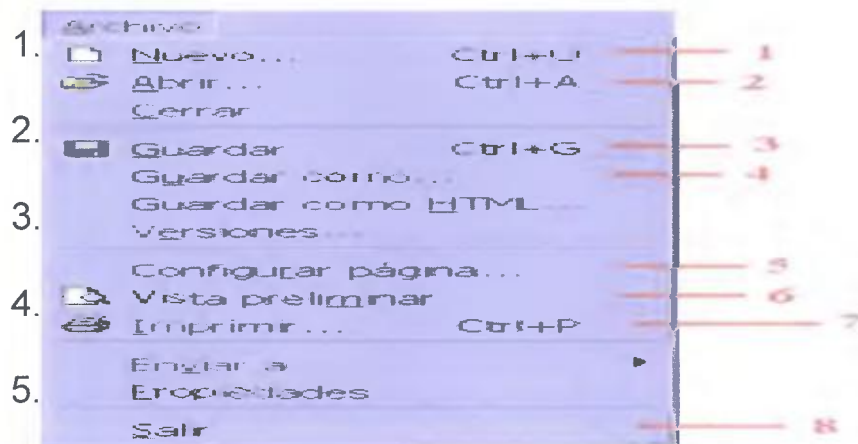 Archivo
1. Nuevo... Ctrl+U 1
Abrir... Ctrl+A 2
Cerrar
2. Guardar Ctrl+G 3
Guardar como... 4
3. Guardar como HTML...
Versiones...
Configurar página... 5
4. Vista preliminar 6
Imprimir... Ctrl+P 7
Enviar a
5. Propiedades
Salir 8